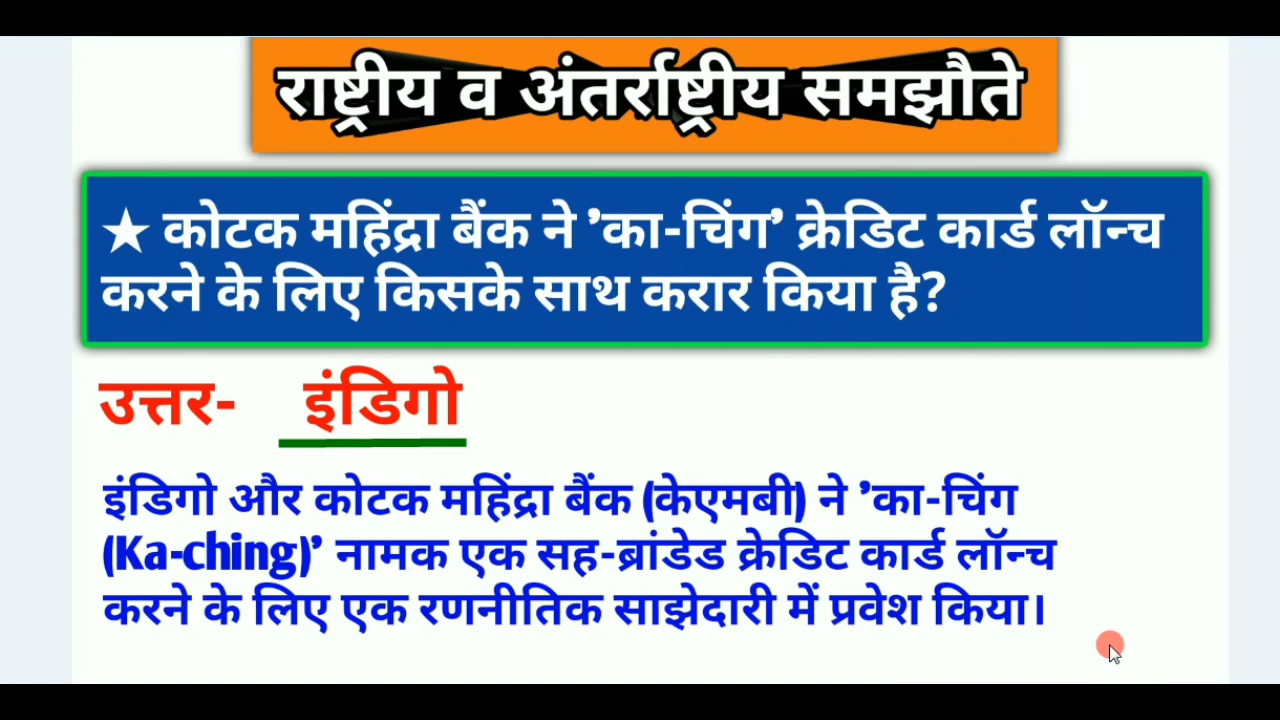 राष्ट्रीय व अंतर्राष्ट्रीय समझौते
★ कोटक महिंद्रा बैंक ने ’का-चिंग’ क्रेडिट कार्ड लॉन्च
करने के लिए किसके साथ करार किया है?
उत्तर- इंडिगो
इंडिगो और कोटक महिंद्रा बैंक (केएमबी) ने ’का-चिंग
(Ka-ching)’ नामक एक सह-ब्रांडेड क्रेडिट कार्ड लॉन्च
करने के लिए एक रणनीतिक साझेदारी में प्रवेश किया।